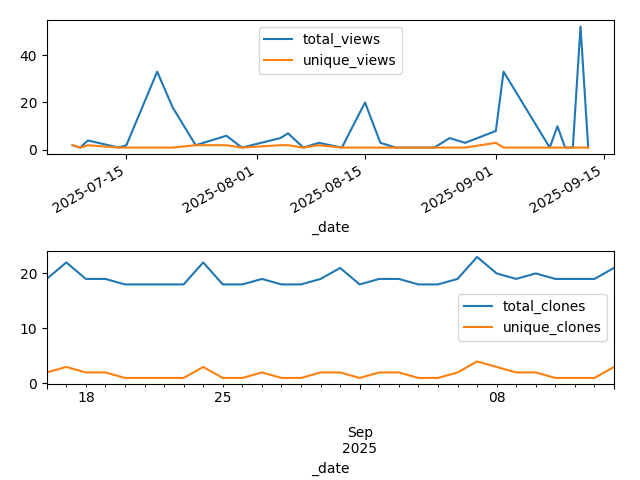 total_views
unique_views
40
20
0
2025-07-15
2025-08-01
2025-08-15
2025-09-01
2025-09-15
_date
total_clones
unique_clones
20
10
0
18
25
08
Sep
2025
_date